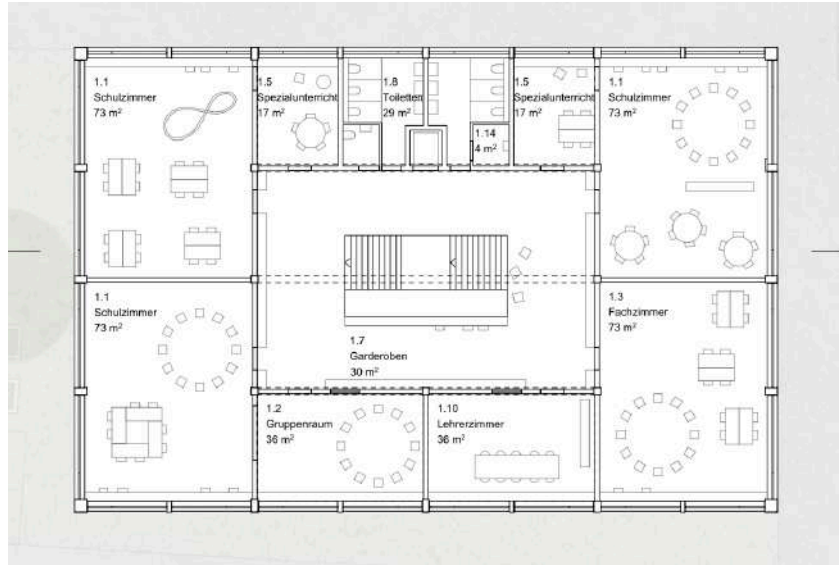 1.1
Schulzimmer
73 m²
1.5
Spezialunterricht
17 m²
1.8
Toiletten
29 m²
1.14
4 m²
1.5
Spezialunterricht
17 m²
1.1
Schulzimmer
73 m²
1.1
Schulzimmer
73 m²
1.7
Garderoben
30 m²
1.3
Fachzimmer
73 m²
1.2
Gruppenraum
36 m²
1.10
Lehrerzimmer
36 m²